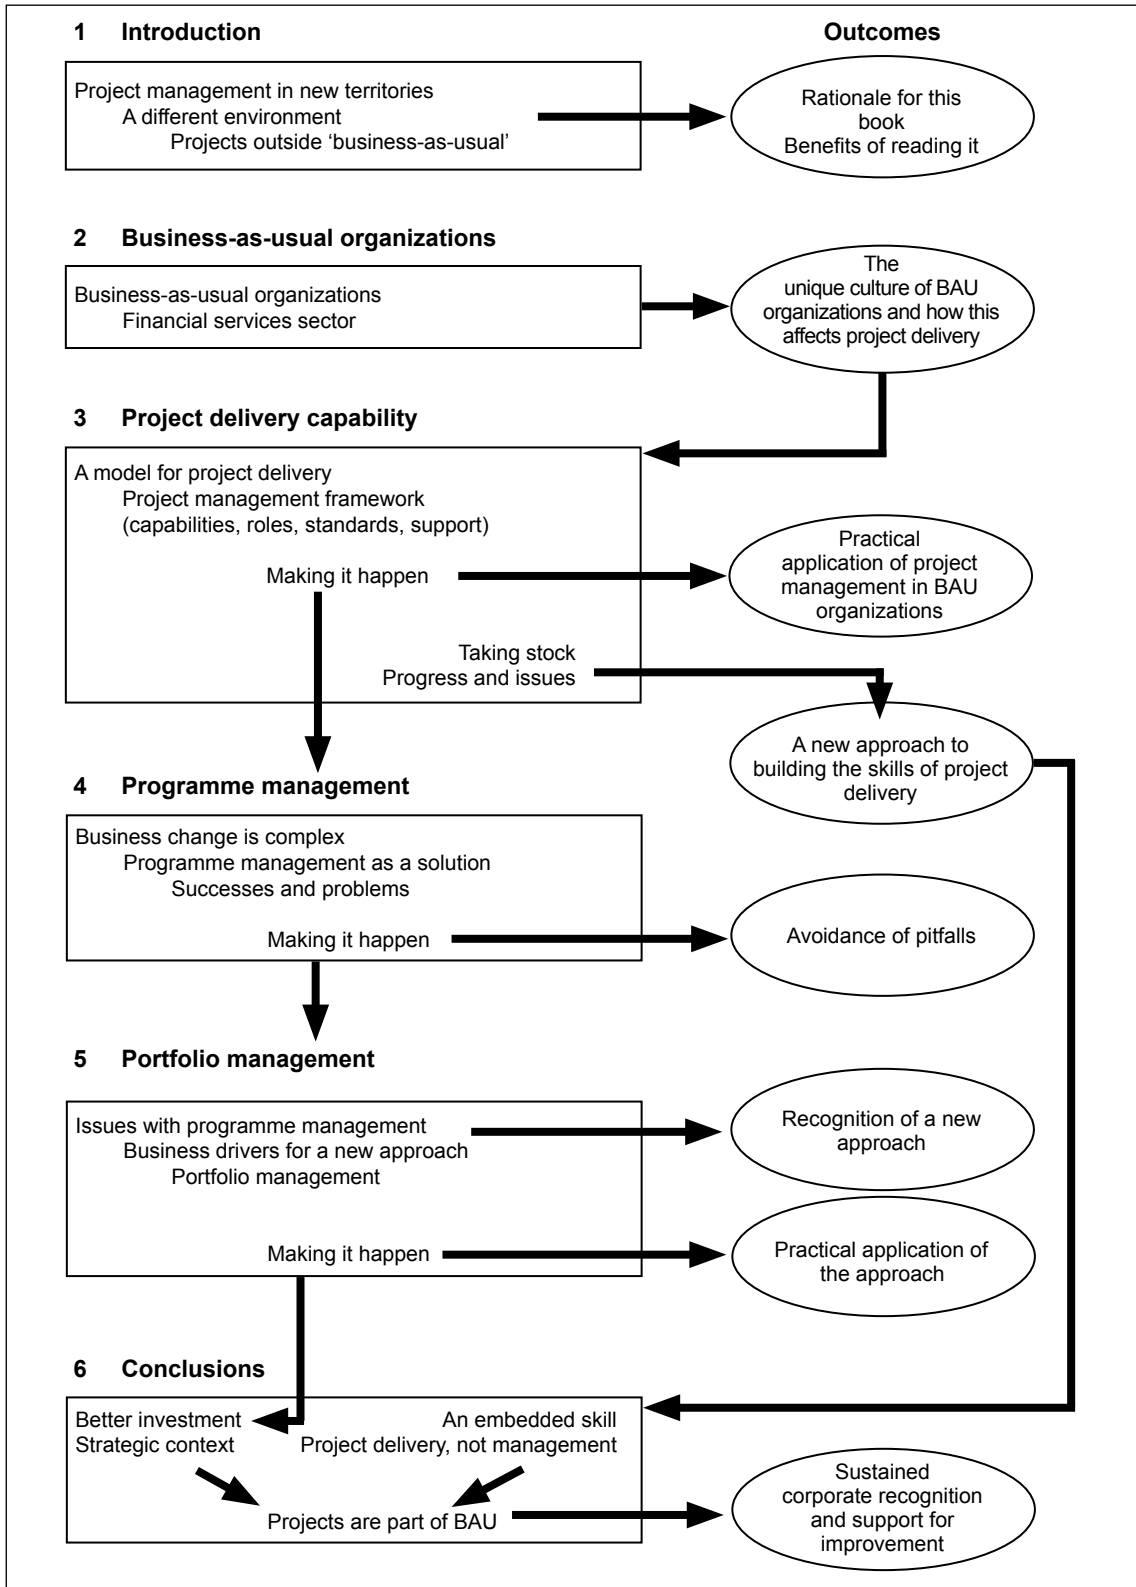 1 Introduction
Outcomes
Project management in new territories
A different environment
Projects outside ‘business-as-usual’
Rationale for this
book
Benefits of reading it
2 Business-as-usual organizations
Business-as-usual organizations
Financial services sector
The
unique culture of BAU
organizations and how this
affects project delivery
3 Project delivery capability
A model for project delivery
Project management framework
(capabilities, roles, standards, support)
Making it happen
Practical
application of project
management in BAU
organizations
Taking stock
Progress and issues
A new approach to
building the skills of project
delivery
4 Programme management
Business change is complex
Programme management as a solution
Successes and problems
Making it happen
Avoidance of pitfalls
5 Portfolio management
Issues with programme management
Business drivers for a new approach
Portfolio management
Recognition of a new
approach
Making it happen
Practical application of
the approach
6 Conclusions
Better investment
Strategic context
An embedded skill
Project delivery, not management
Projects are part of BAU
Sustained
corporate recognition
and support for
improvement